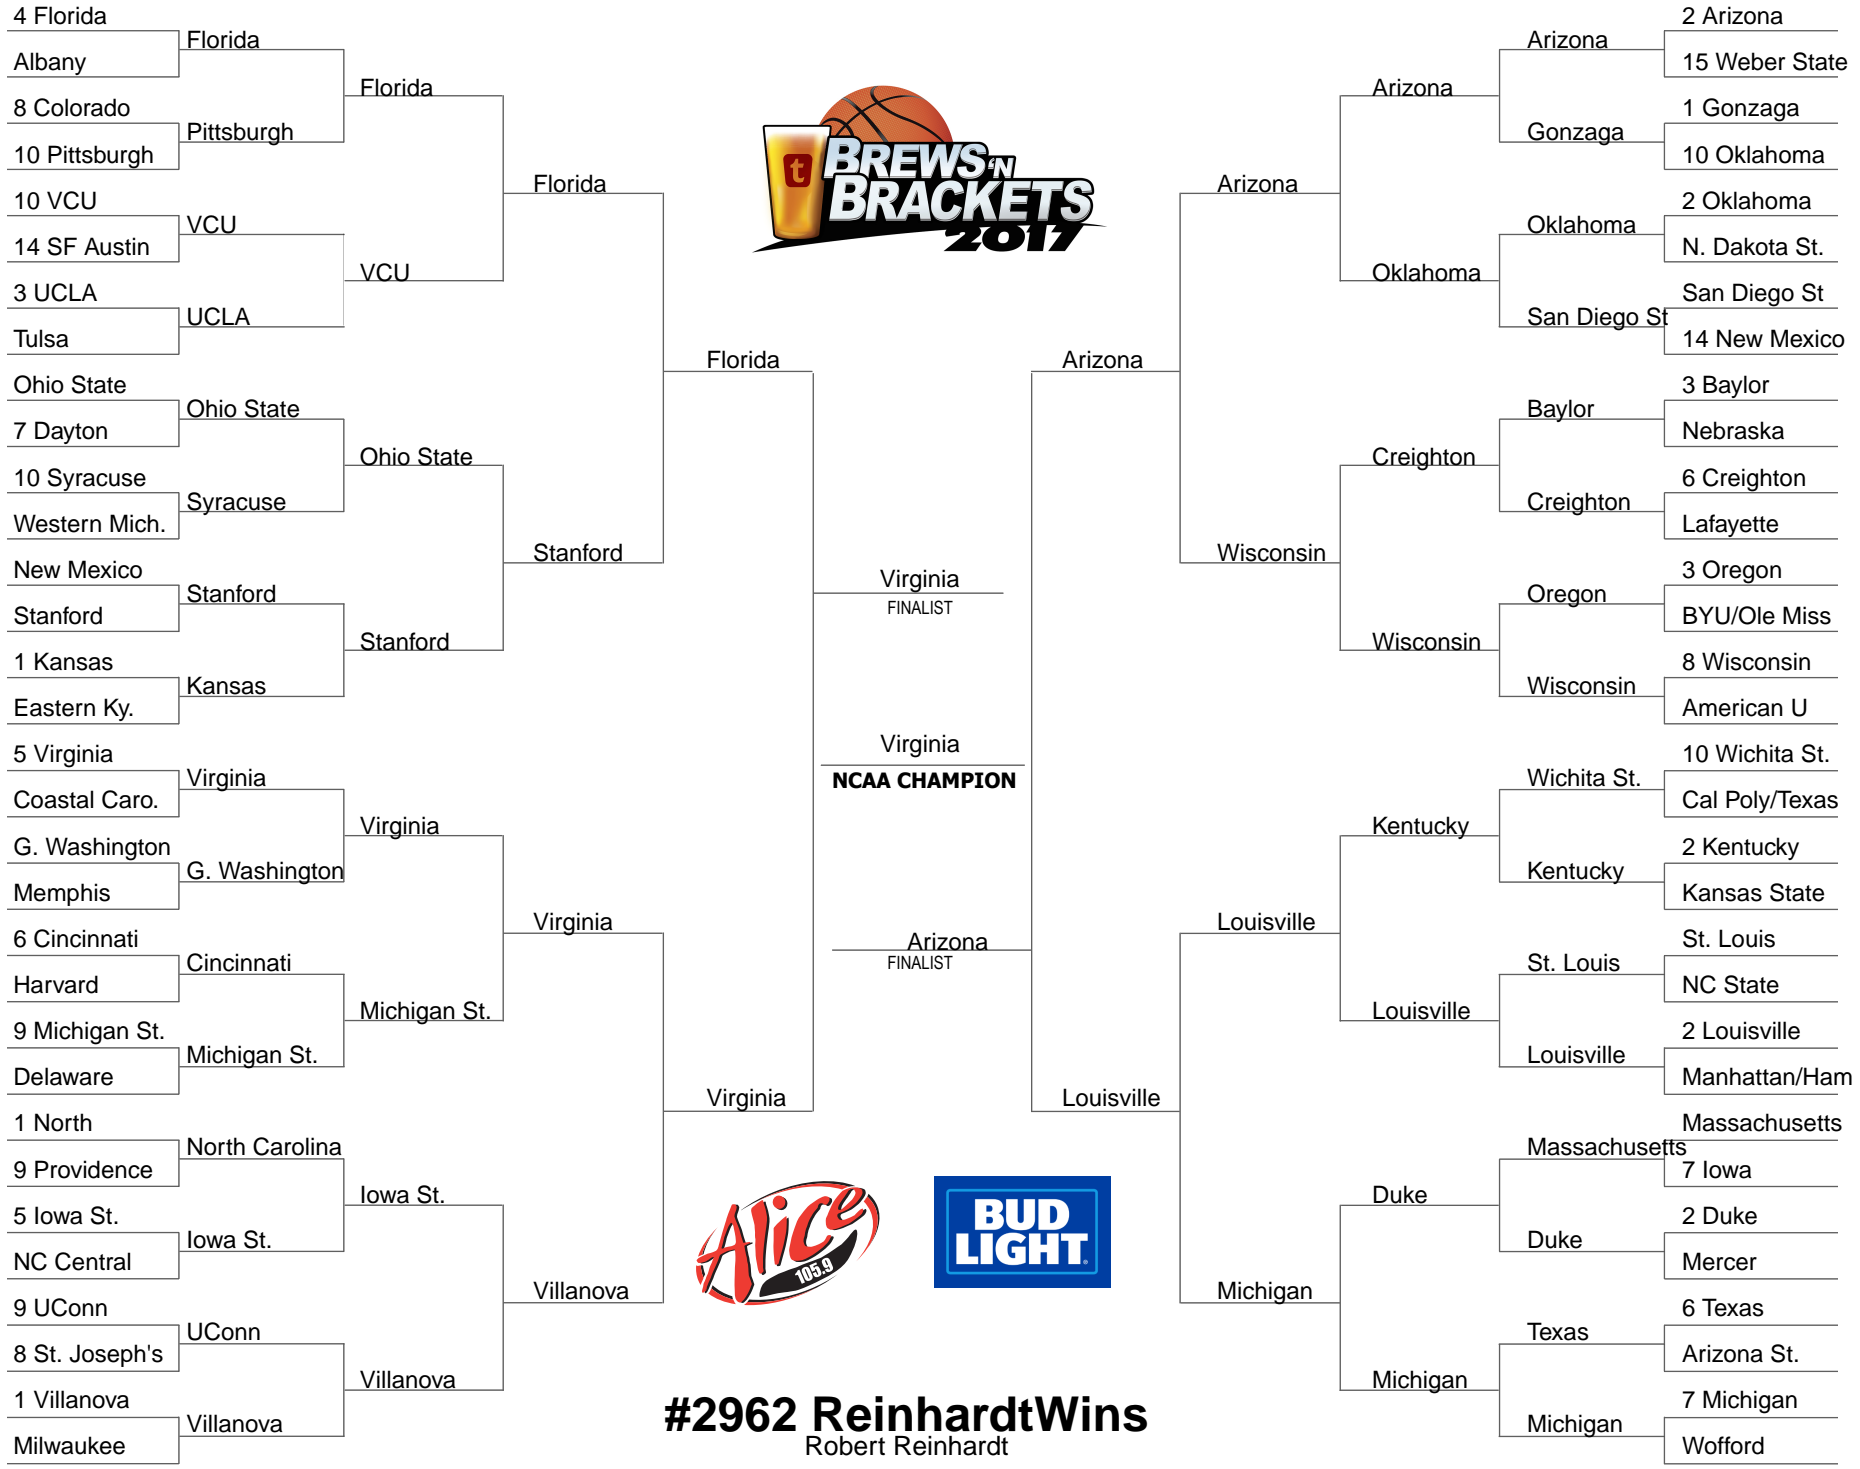 4 Florida
Albany
8 Colorado
10 Pittsburgh
10 VCU
14 SF Austin
3 UCLA
Tulsa
Ohio State
7 Dayton
10 Syracuse
Western Mich.
New Mexico
Stanford
1 Kansas
Eastern Ky.
5 Virginia
Coastal Caro.
G. Washington
Memphis
6 Cincinnati
Harvard
9 Michigan St.
Delaware
1 North
9 Providence
5 Iowa St.
NC Central
9 UConn
8 St. Joseph's
1 Villanova
Milwaukee
Florida
Pittsburgh
VCU
UCLA
Ohio State
Syracuse
Stanford
Kansas
Virginia
G. Washington
Cincinnati
Michigan St.
North Carolina
Iowa St.
UConn
Villanova
Florida
VCU
Ohio State
Stanford
Virginia
Michigan St.
Iowa St.
Villanova
Florida
Stanford
Virginia
Villanova
Florida
Virginia
t
BREWS 'N
BRACKETS
2017
Virginia
FINALIST
Virginia
NCAA CHAMPION
Arizona
FINALIST
Alice
105.9
BUD
LIGHT
#2962 ReinhardtWins
Robert Reinhardt
Arizona
Louisville
Arizona
Wisconsin
Louisville
Michigan
Arizona
Oklahoma
Creighton
Wisconsin
Kentucky
Louisville
Duke
Michigan
Arizona
Gonzaga
Oklahoma
San Diego St
Baylor
Creighton
Oregon
Wisconsin
Wichita St.
Kentucky
St. Louis
Louisville
Massachusetts
Duke
Texas
Michigan
2 Arizona
15 Weber State
1 Gonzaga
10 Oklahoma
2 Oklahoma
N. Dakota St.
San Diego St
14 New Mexico
3 Baylor
Nebraska
6 Creighton
Lafayette
3 Oregon
BYU/Ole Miss
8 Wisconsin
American U
10 Wichita St.
Cal Poly/Texas
2 Kentucky
Kansas State
St. Louis
NC State
2 Louisville
Manhattan/Ham
Massachusetts
7 Iowa
2 Duke
Mercer
6 Texas
Arizona St.
7 Michigan
Wofford